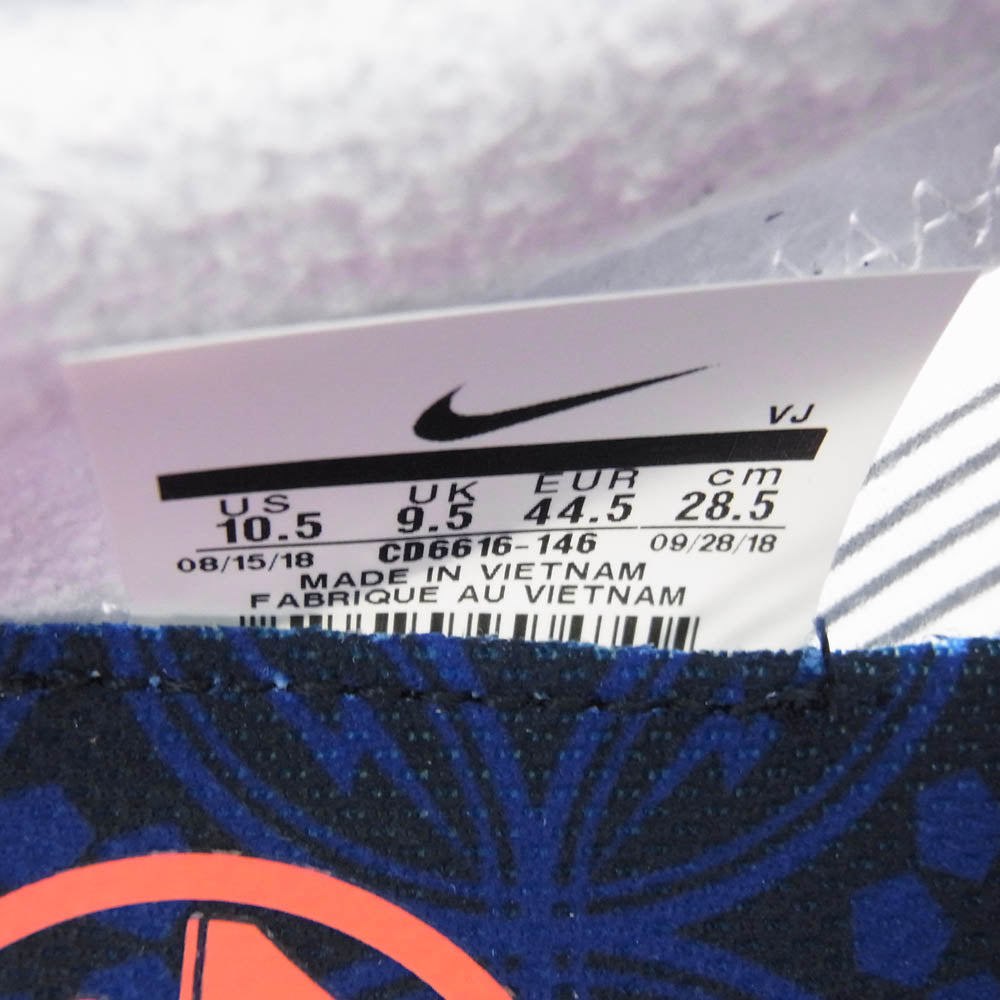 VJ
US UK EUR cm
10.5 9.5 44.5 28.5
08/15/18 CD6616-146 09/28/18
MADE IN VIETNAM
FABRIQUE AU VIETNAM